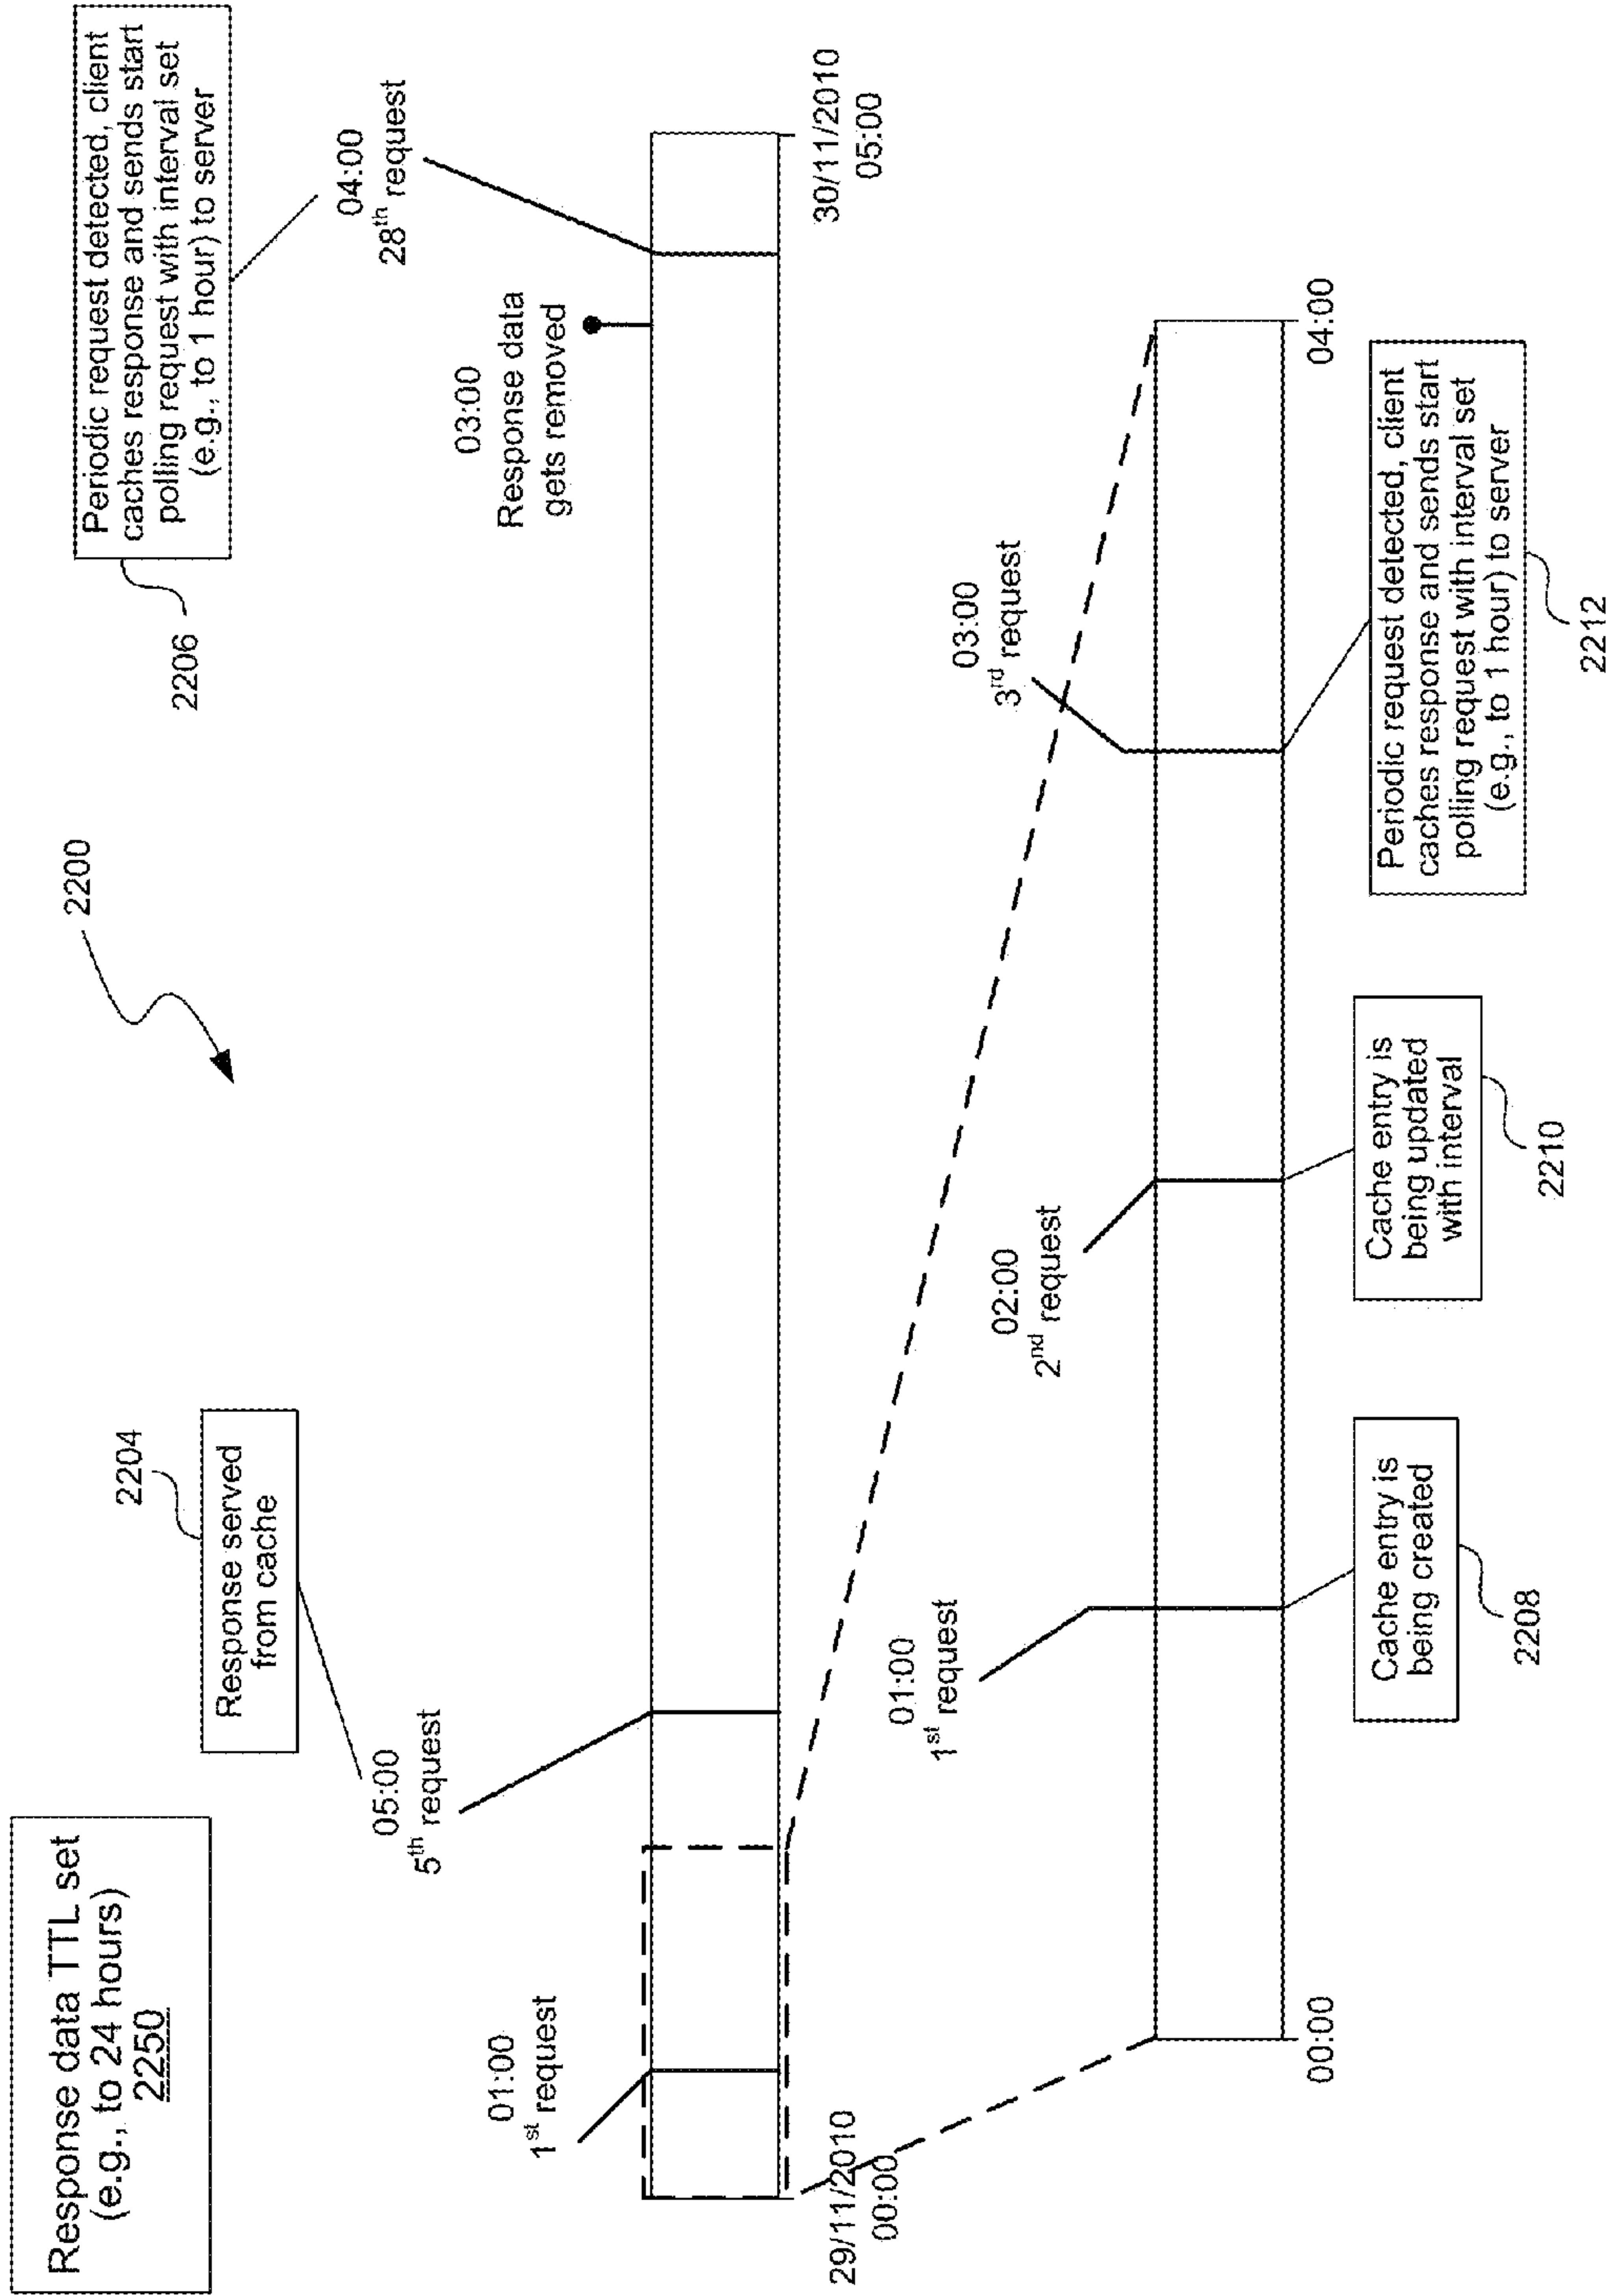 2200
Response data TTL set
(e.g., to 24 hours)
2250
2204
Response served
from cache
2206
Periodic request detected, client
caches response and sends start
polling request with interval set
(e.g., to 1 hour) to server
01:00
1st request
05:00
5th request
03:00
Response data
gets removed
04:00
28th request
29/11/2010
00:00
30/11/2010
05:00
01:00
1st request
02:00
2nd request
03:00
3rd request
00:00
04:00
Cache entry is
being created
2208
Cache entry is
being updated
with interval
2210
Periodic request detected, client
caches response and sends start
polling request with interval set
(e.g., to 1 hour) to server
2212